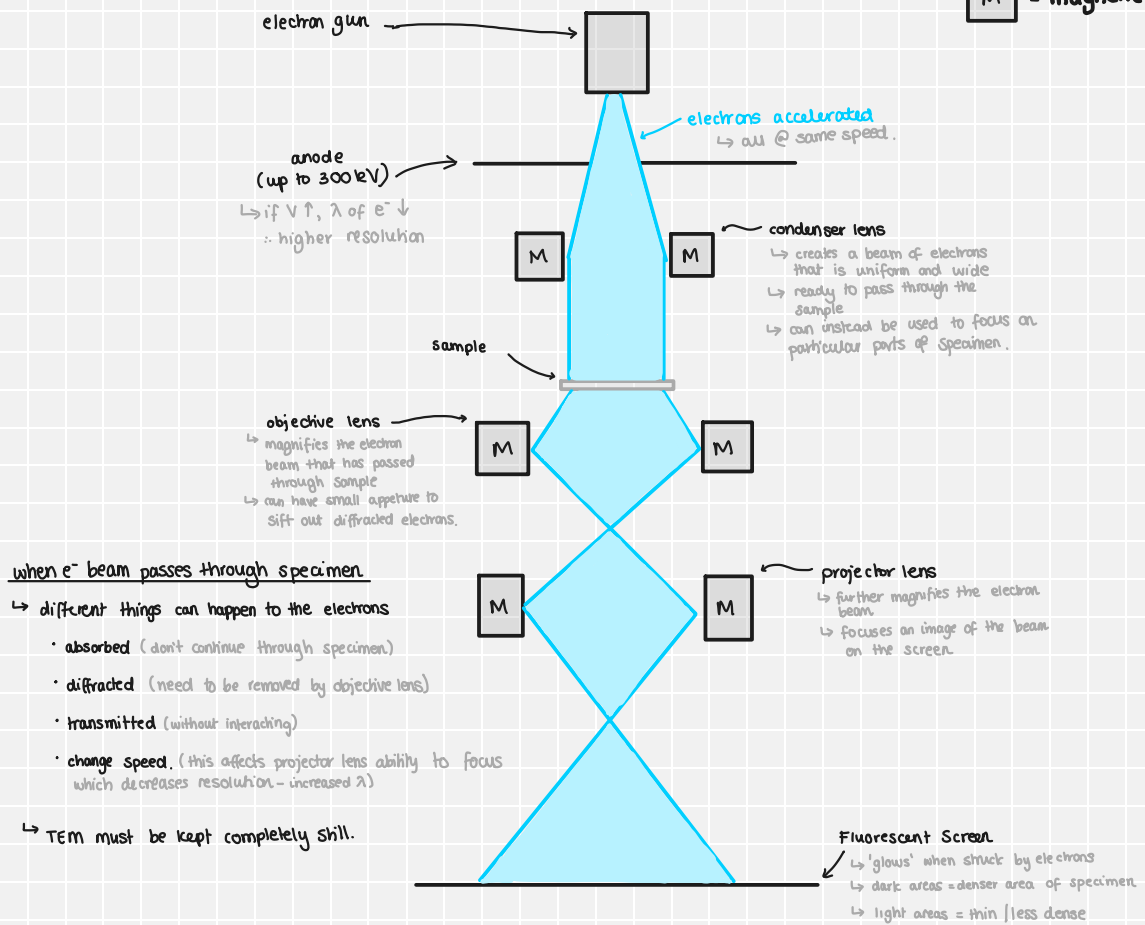 electron gun
M = magnetic
electrons accelerated
↳ all @ same speed.
anode
(up to 300kV)
↳ if V ↑, λ of e⁻ ↓
∴ higher resolution
M
M
condenser lens
↳ creates a beam of electrons
that is uniform and wide
↳ ready to pass through the
sample
↳ can instead be used to focus on
particular parts of specimen.
sample
objective lens
↳ magnifies the electron
beam that has passed
through sample
↳ can have small appeture to
sift out diffracted electrons.
M
M
when e⁻ beam passes through specimen
↳ different things can happen to the electrons
· absorbed (don't continue through specimen)
· diffracted (need to be removed by objective lens)
· transmitted (without interacting)
· change speed. (this affects projector lens ability to focus
which decreases resolution - increased λ)
↳ TEM must be kept completely still.
M
M
projector lens
↳ further magnifies the electron
beam
↳ focuses an image of the beam
on the screen
Fluorescent Screen
↳ 'glows' when struck by electrons
↳ dark areas = denser area of specimen
↳ light areas = thin / less dense